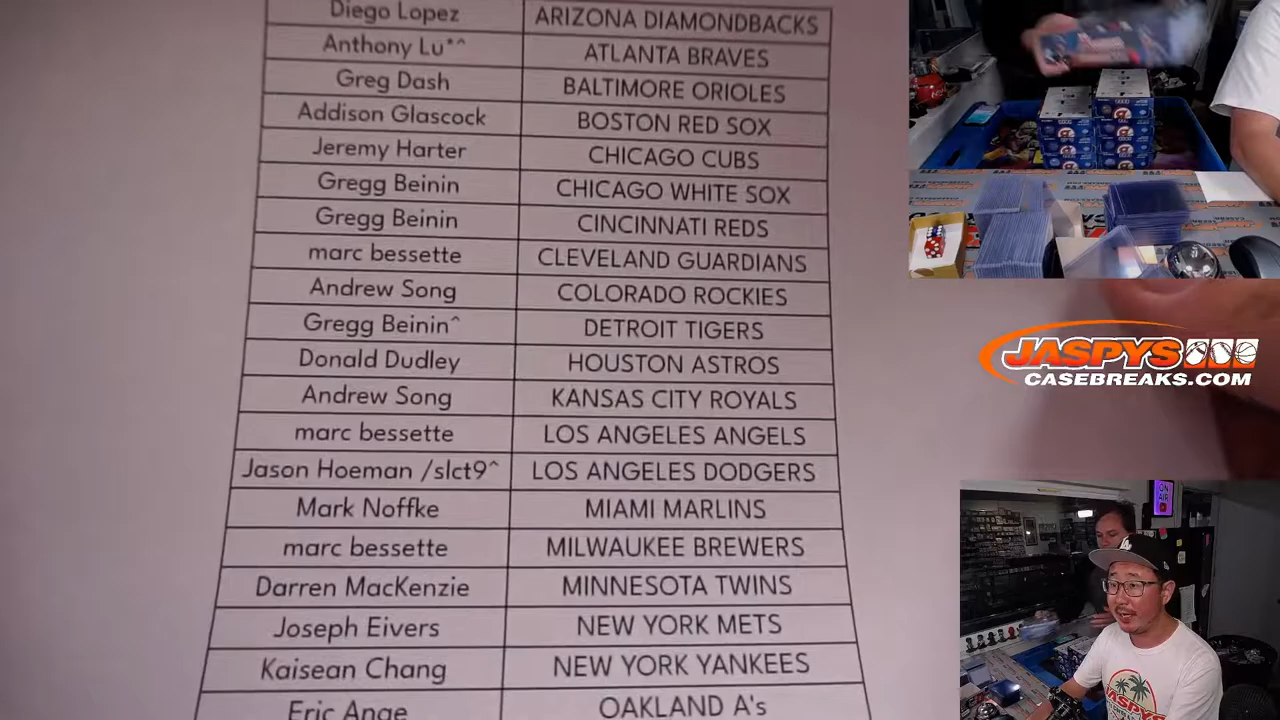 Diego Lopez ARIZONA DIAMONDBACKS
Anthony Lu*^ ATLANTA BRAVES
Greg Dash BALTIMORE ORIOLES
Addison Glascock BOSTON RED SOX
Jeremy Harter CHICAGO CUBS
Gregg Beinin CHICAGO WHITE SOX
Gregg Beinin CINCINNATI REDS
marc bessette CLEVELAND GUARDIANS
Andrew Song COLORADO ROCKIES
Gregg Beinin^ DETROIT TIGERS
Donald Dudley HOUSTON ASTROS
Andrew Song KANSAS CITY ROYALS
marc bessette LOS ANGELES ANGELS
Jason Hoeman /slct9^ LOS ANGELES DODGERS
Mark Noffke MIAMI MARLINS
marc bessette MILWAUKEE BREWERS
Darren MacKenzie MINNESOTA TWINS
Joseph Eivers NEW YORK METS
Kaisean Chang NEW YORK YANKEES
Eric Ange OAKLAND A's
JASPYS
CASEBREAKS.COM
ON
AIR
JASPYS